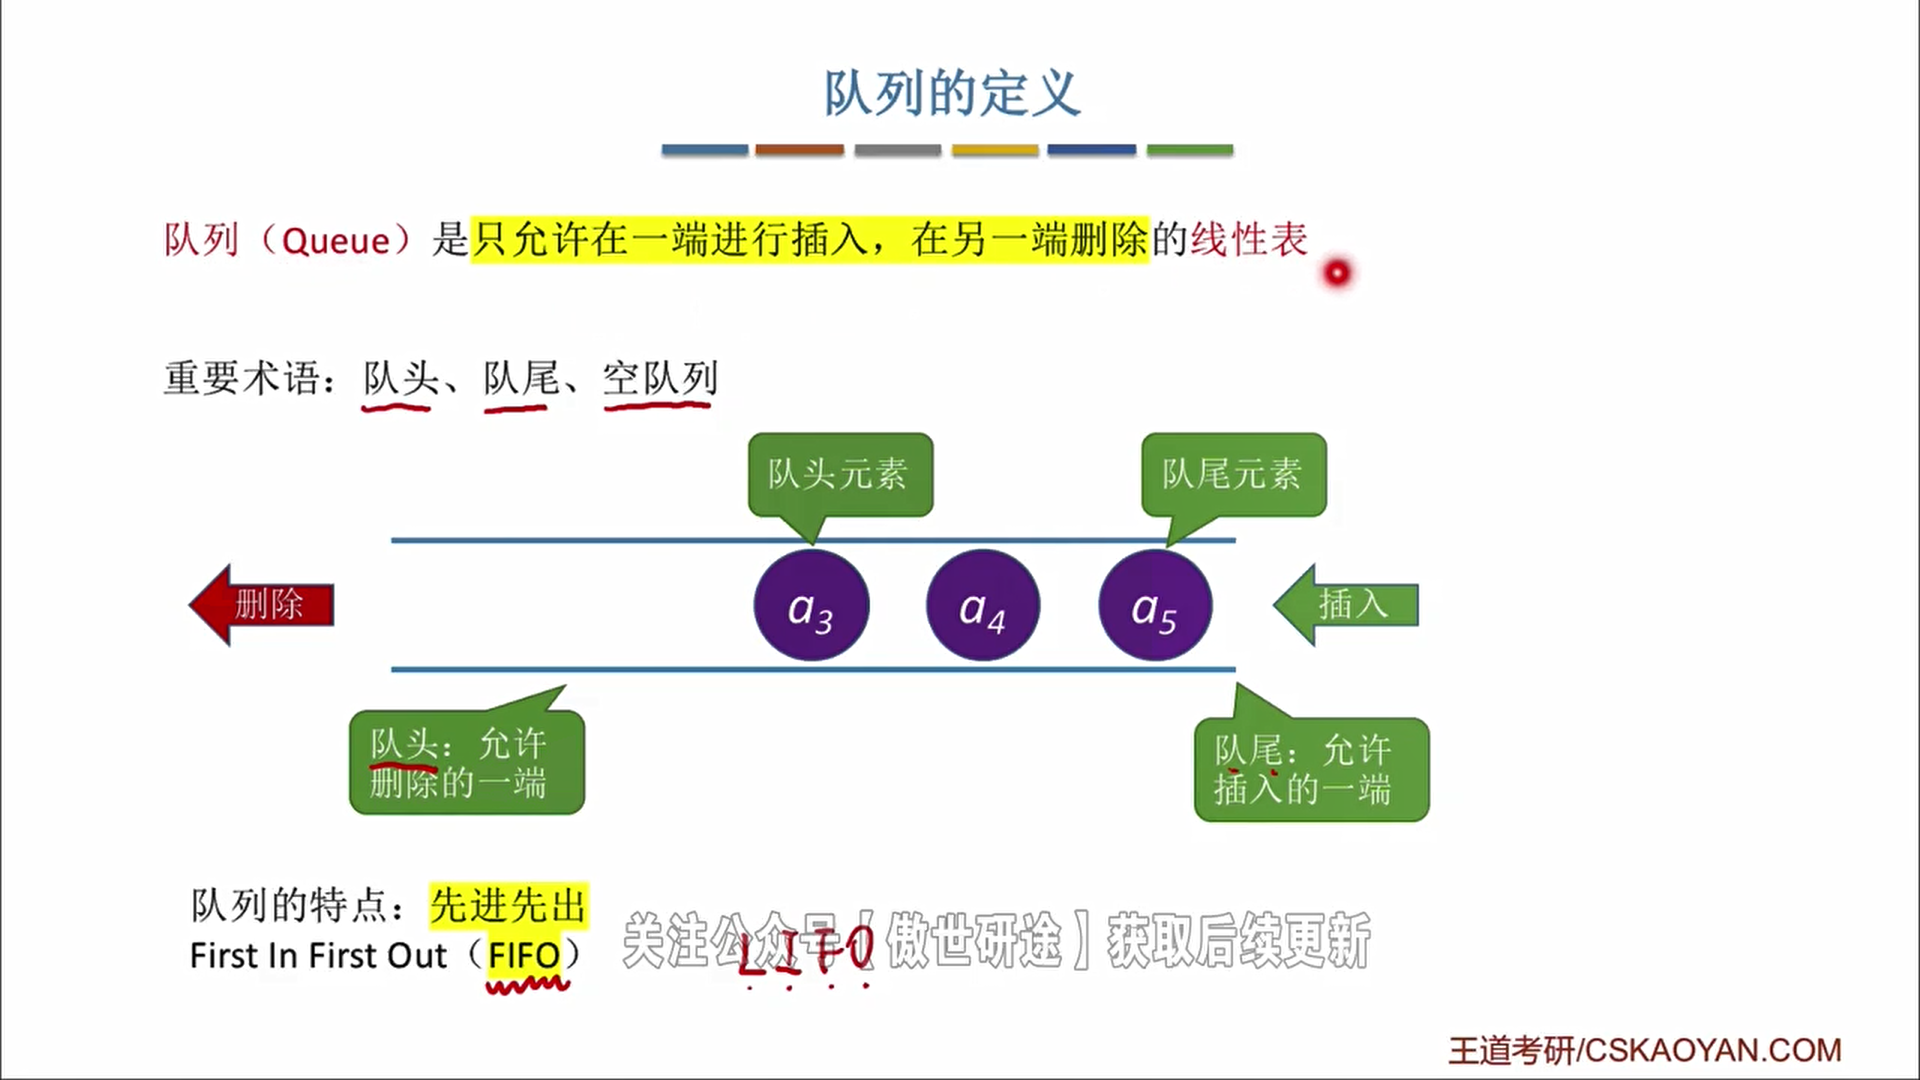 队列的定义
队列（Queue）是只允许在一端进行插入，在另一端删除的线性表
重要术语：队头、队尾、空队列
队头元素
队尾元素
删除
a3
a4
a5
插入
队头：允许
删除的一端
队尾：允许
插入的一端
队列的特点：先进先出
First In First Out（FIFO）
关注公众号【傲世研途】获取后续更新
LIFO
王道考研/CSKAOYAN.COM